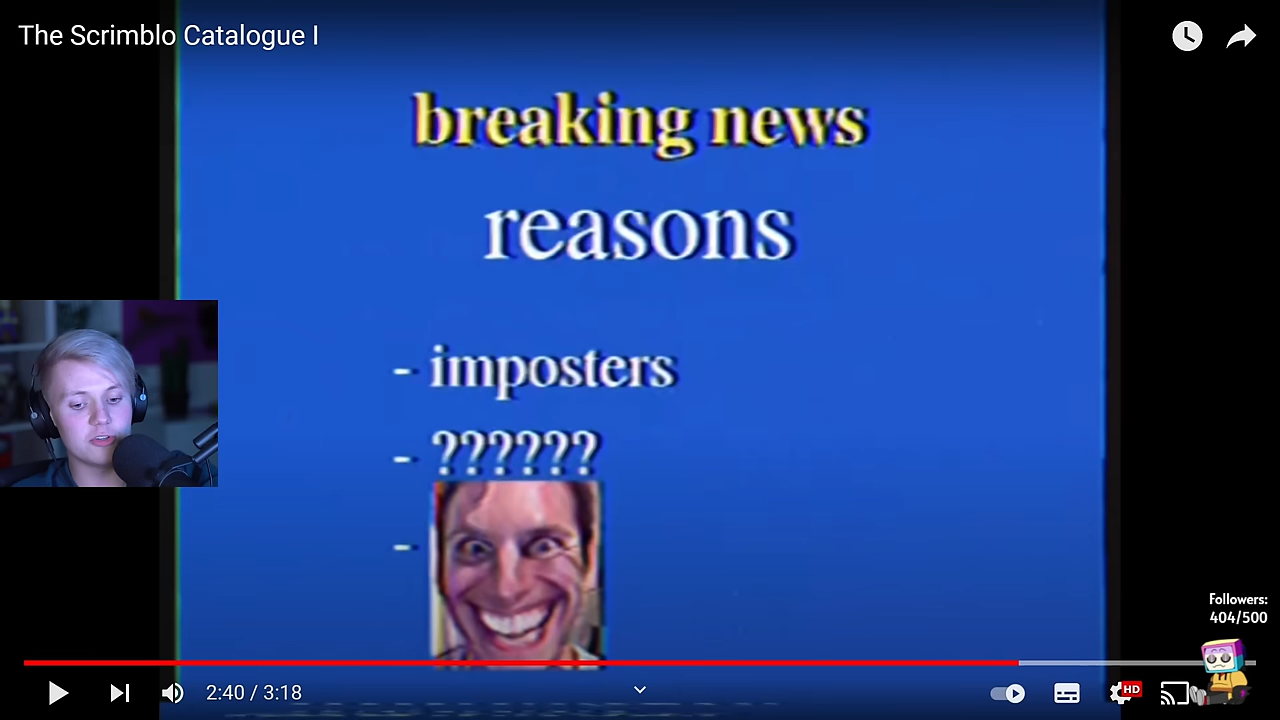 The Scrimblo Catalogue I
breaking news
reasons
- imposters
- ??????
-
Followers:
404/500
2:40 / 3:18
HD